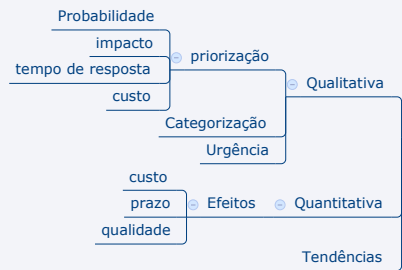 Probabilidade
impacto
tempo de resposta
custo
priorização
Categorização
Urgência
Qualitativa
custo
prazo
qualidade
Efeitos
Quantitativa
Tendências